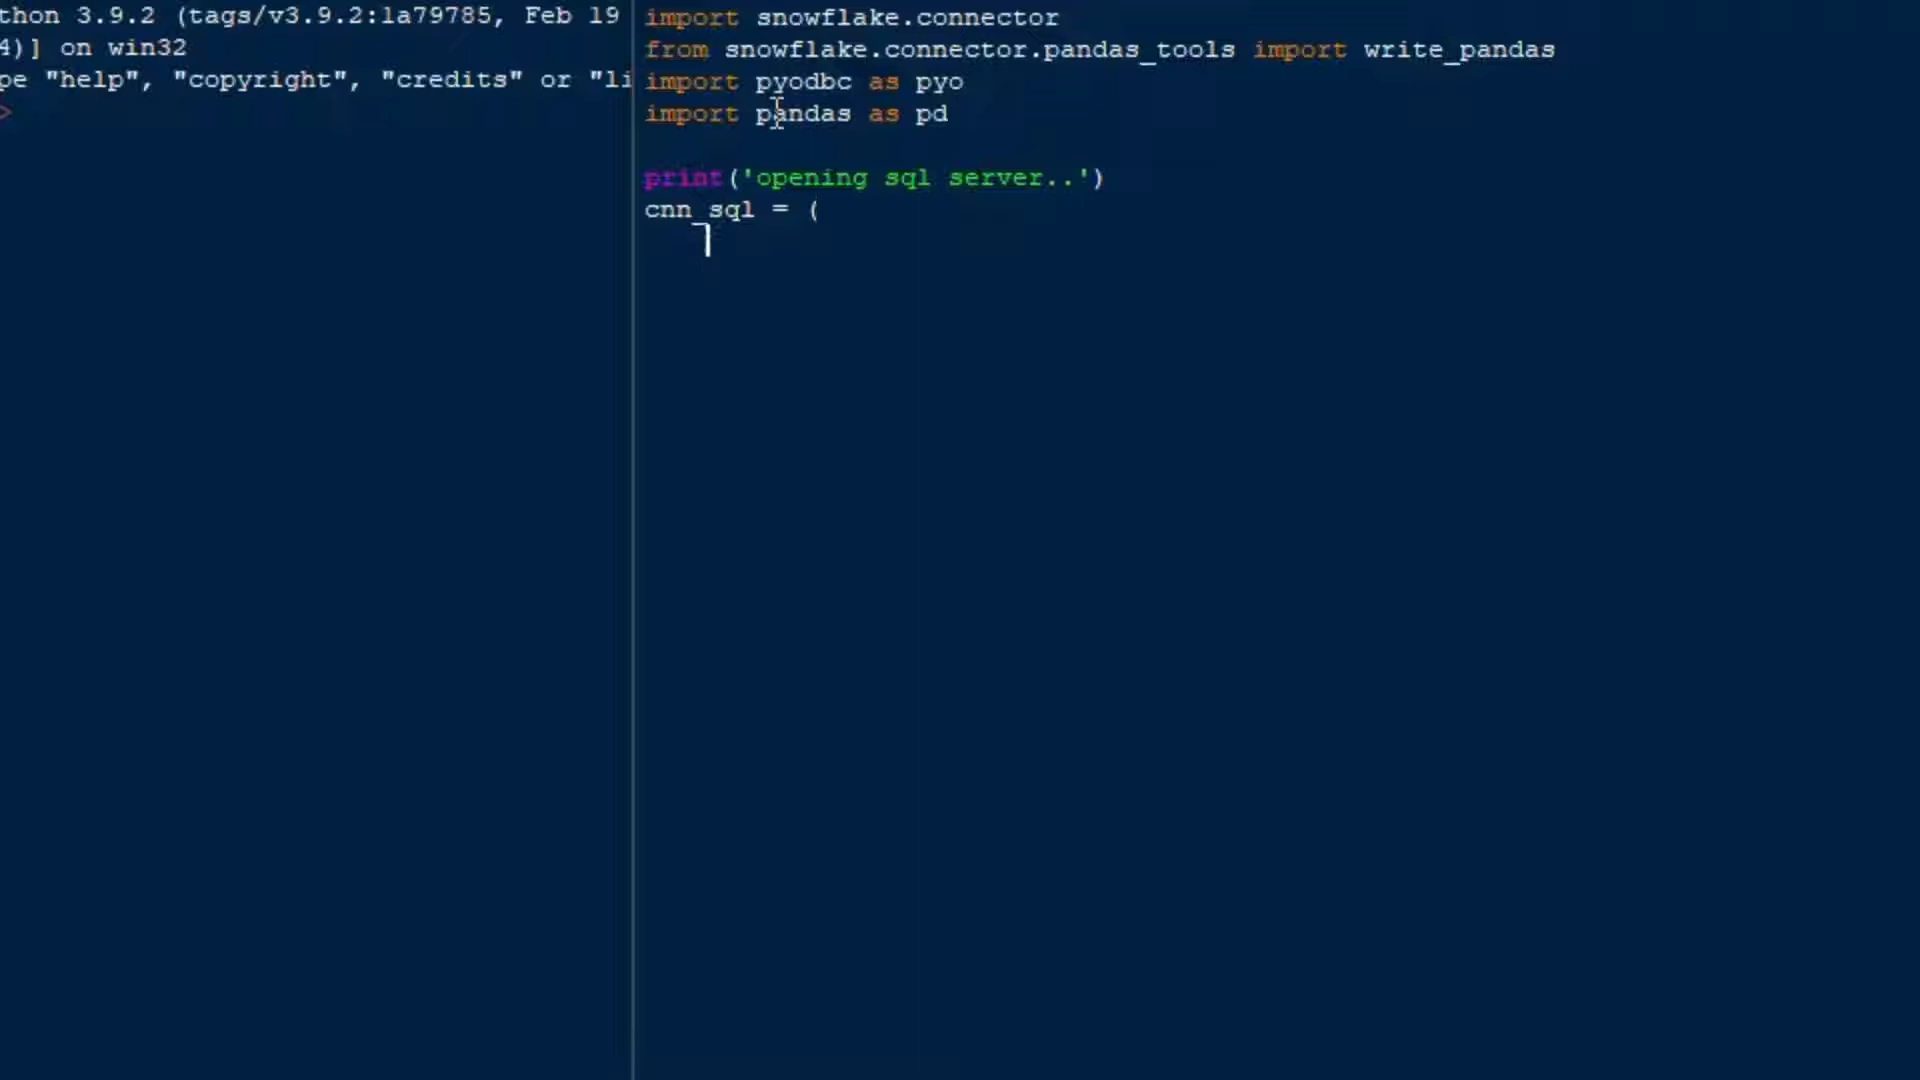 thon 3.9.2 (tags/v3.9.2:1a79785, Feb 19
4)] on win32
pe "help", "copyright", "credits" or "li
>
import snowflake.connector
from snowflake.connector.pandas_tools import write_pandas
import pyodbc as pyo
import pandas as pd
print('opening sql server..')
cnn_sql = (